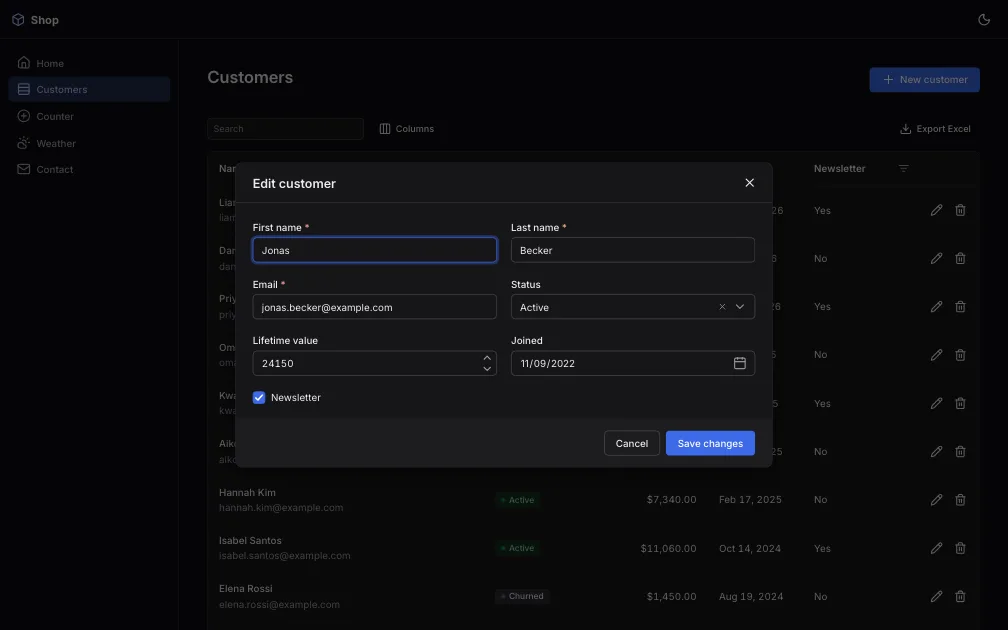 Shop
Home
Customers
Counter
Weather
Contact
Customers
New customer
Search
Columns
Export Excel
Newsletter
Yes
No
Yes
No
Yes
No
Edit customer
First name *
Last name *
Jonas
Becker
Email *
Status
jonas.becker@example.com
Active
Lifetime value
Joined
24150
11/09/2022
Newsletter
Cancel
Save changes
Hannah Kim
hannah.kim@example.com
Active
$7,340.00
Feb 17, 2025
No
Isabel Santos
isabel.santos@example.com
Active
$11,060.00
Oct 14, 2024
Yes
Elena Rossi
elena.rossi@example.com
Churned
$1,450.00
Aug 19, 2024
No